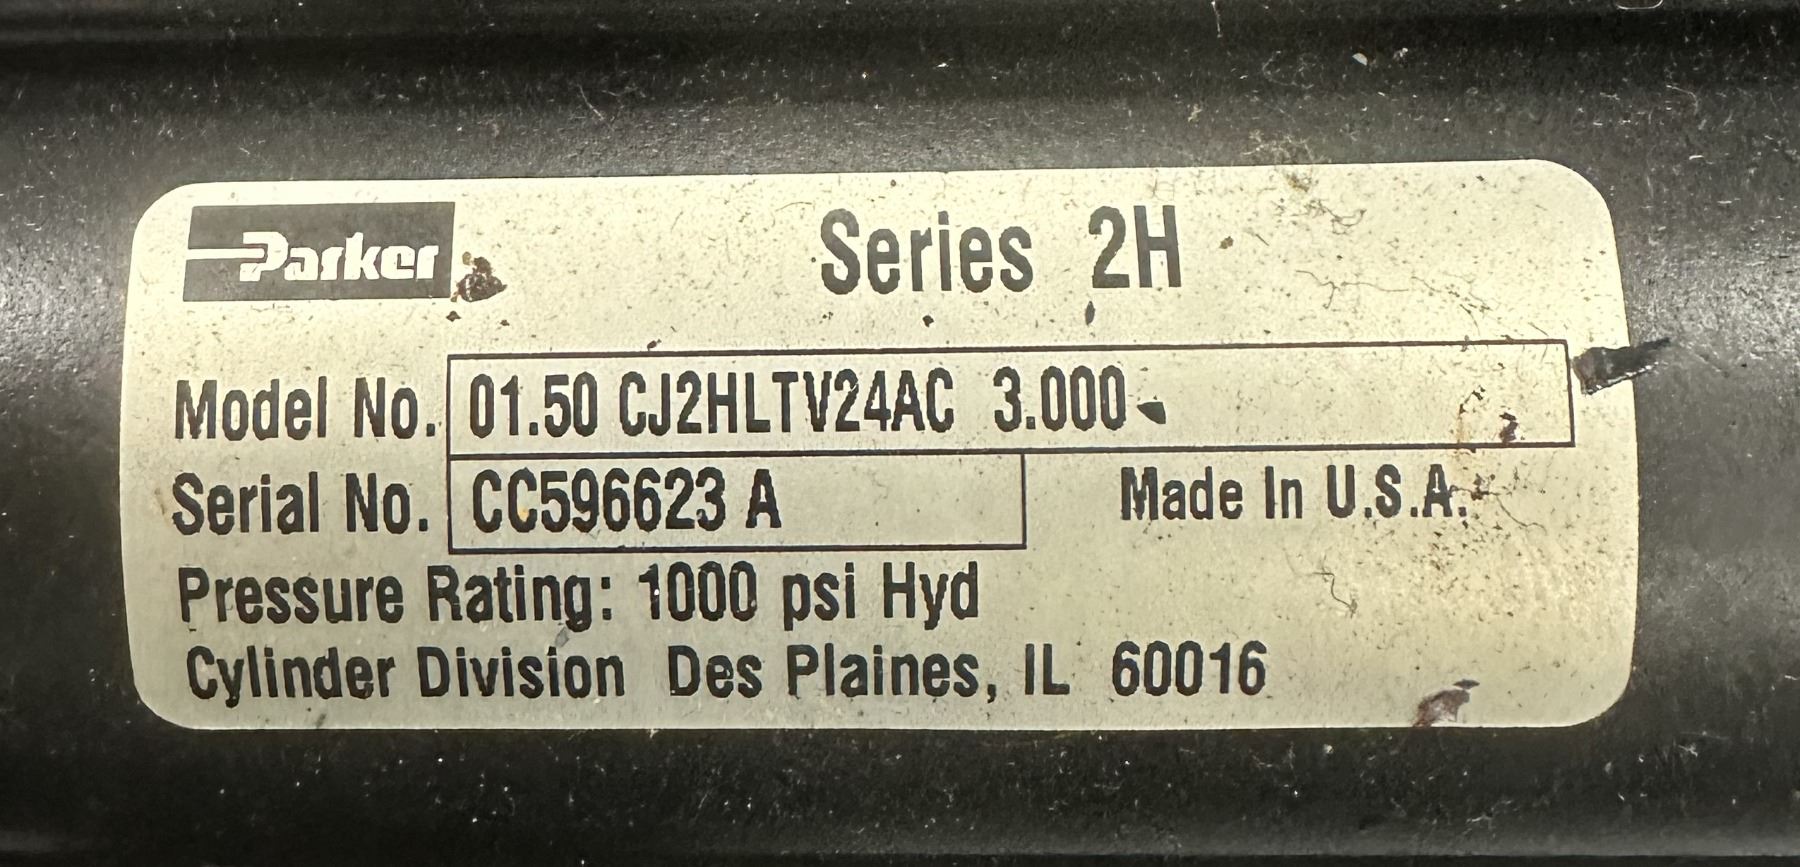 Parker
Series 2H
Model No. 01.50 CJ2HLTV24AC 3.000
Serial No. CC596623 A
Made In U.S.A.
Pressure Rating: 1000 psi Hyd
Cylinder Division Des Plaines, IL 60016